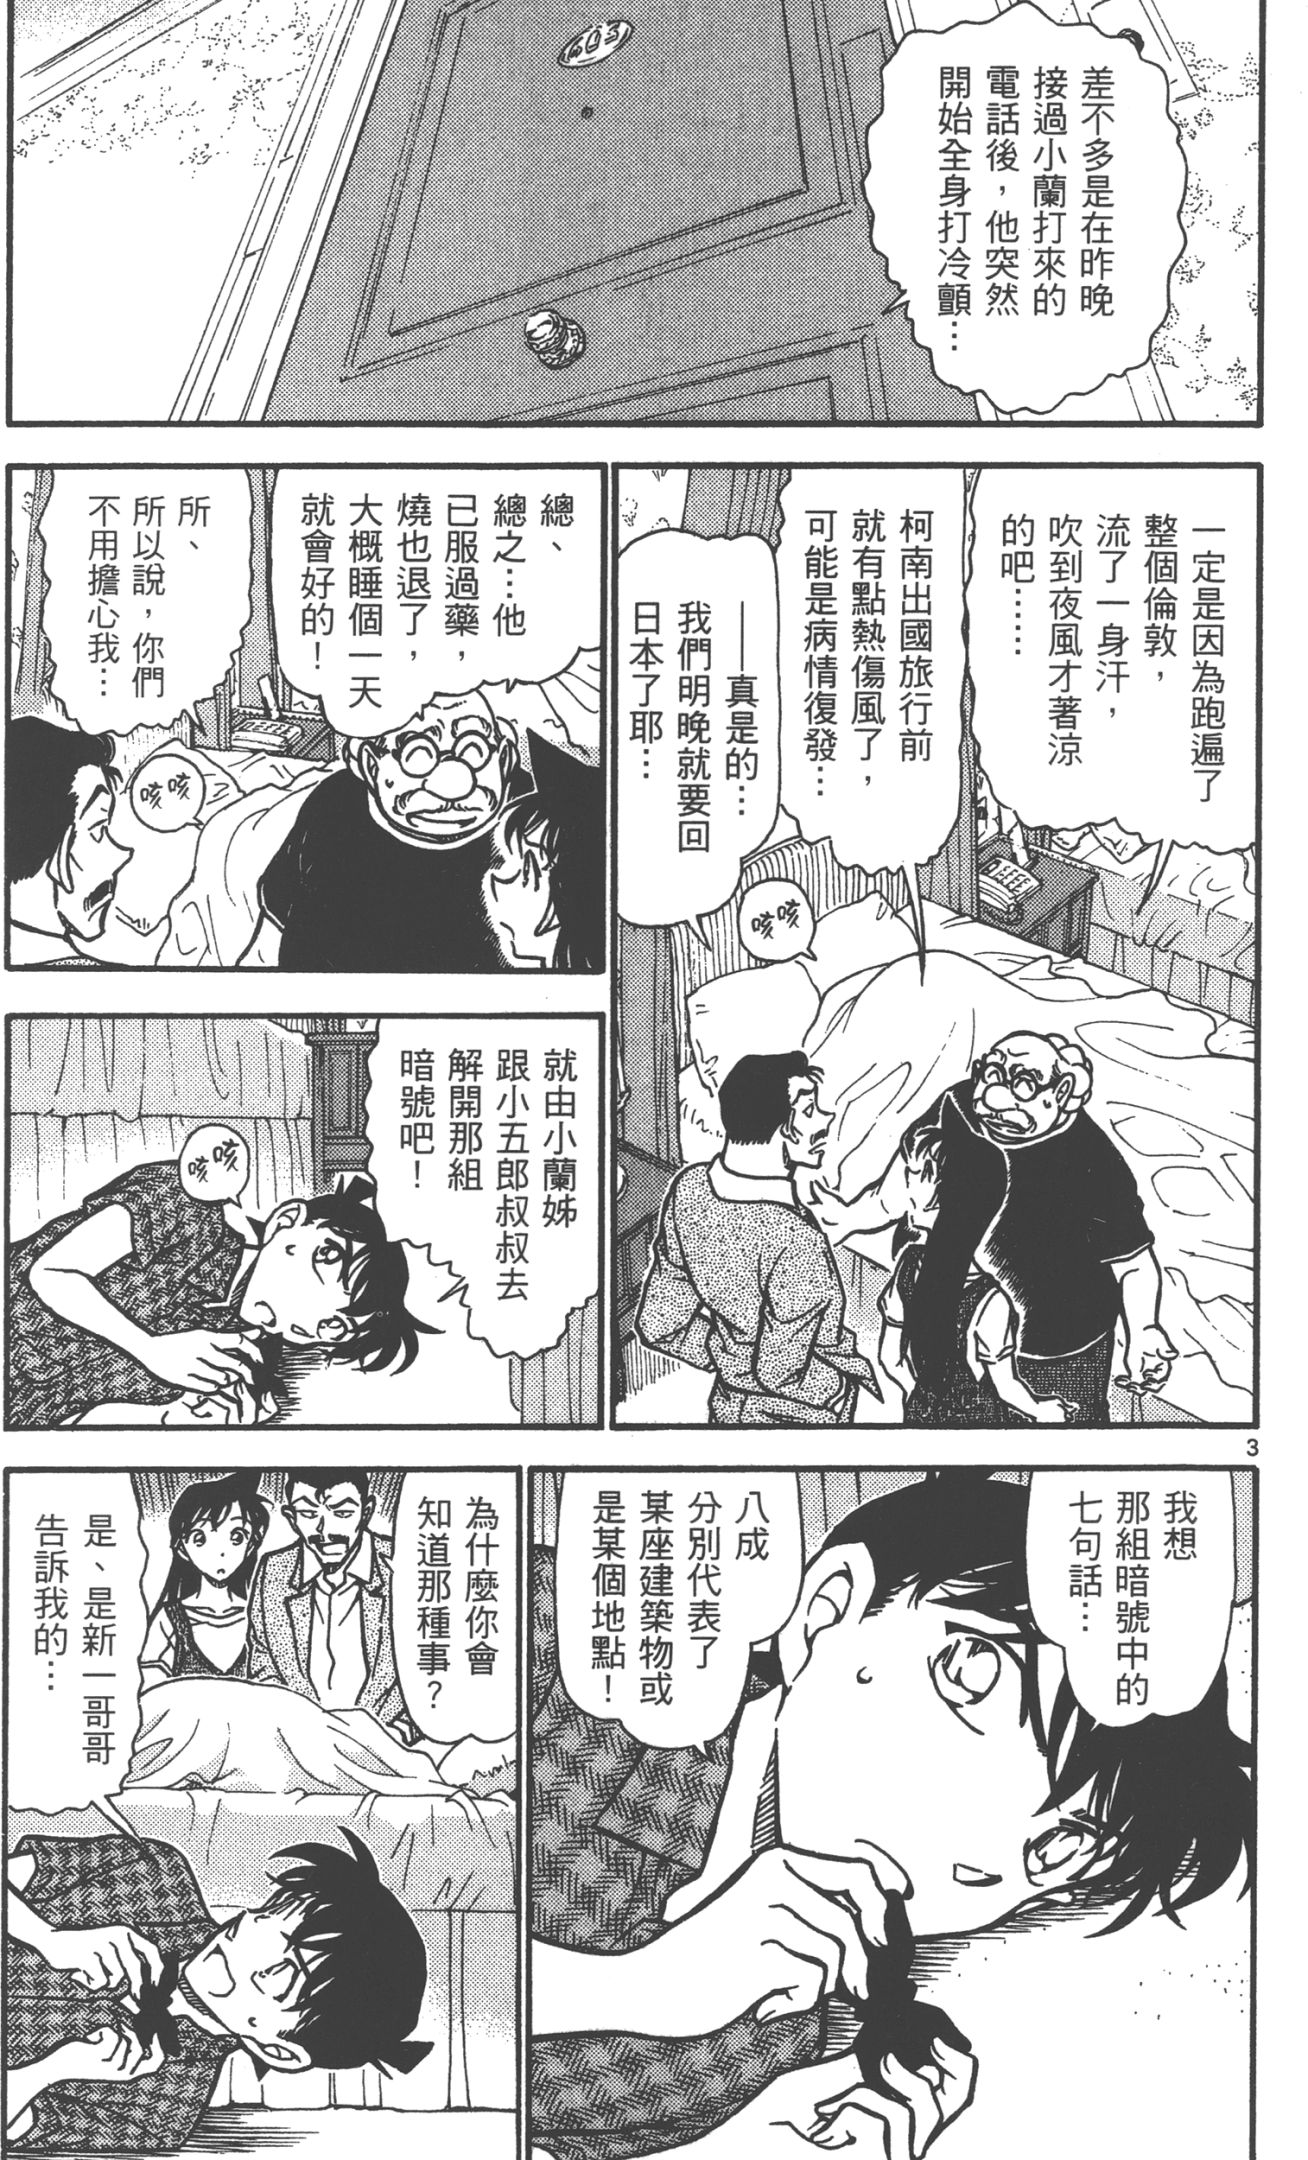 603
差不多是在昨晚
接過小蘭打來的
電話後，他突然
開始全身打冷顫…
一定是因為跑遍了
整個倫敦，
流了一身汗，
吹到夜風才著涼
的吧……
柯南出國旅行前
就有點熱傷風了，
可能是病情復發…
——真是的…
我們明晚就要回
日本了耶…
咳咳
總、
總之…他
已服過藥，
燒也退了，
大概睡個一天
就會好的！
所、
所以說，你們
不用擔心我…
咳咳
就由小蘭姊
跟小五郎叔叔去
解開那組
暗號吧！
咳咳
3
我想
那組暗號中的
七句話…
八成
分別代表了
某座建築物或
是某個地點！
為什麼你會
知道那種事？
是、是新一哥哥
告訴我的…